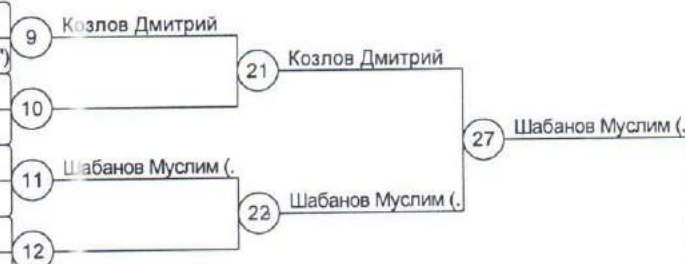 9 Козлов Дмитрий
")
21 Козлов Дмитрий
10
27 Шабанов Муслим (.
11 Шабанов Муслим (.
22 Шабанов Муслим (.
12